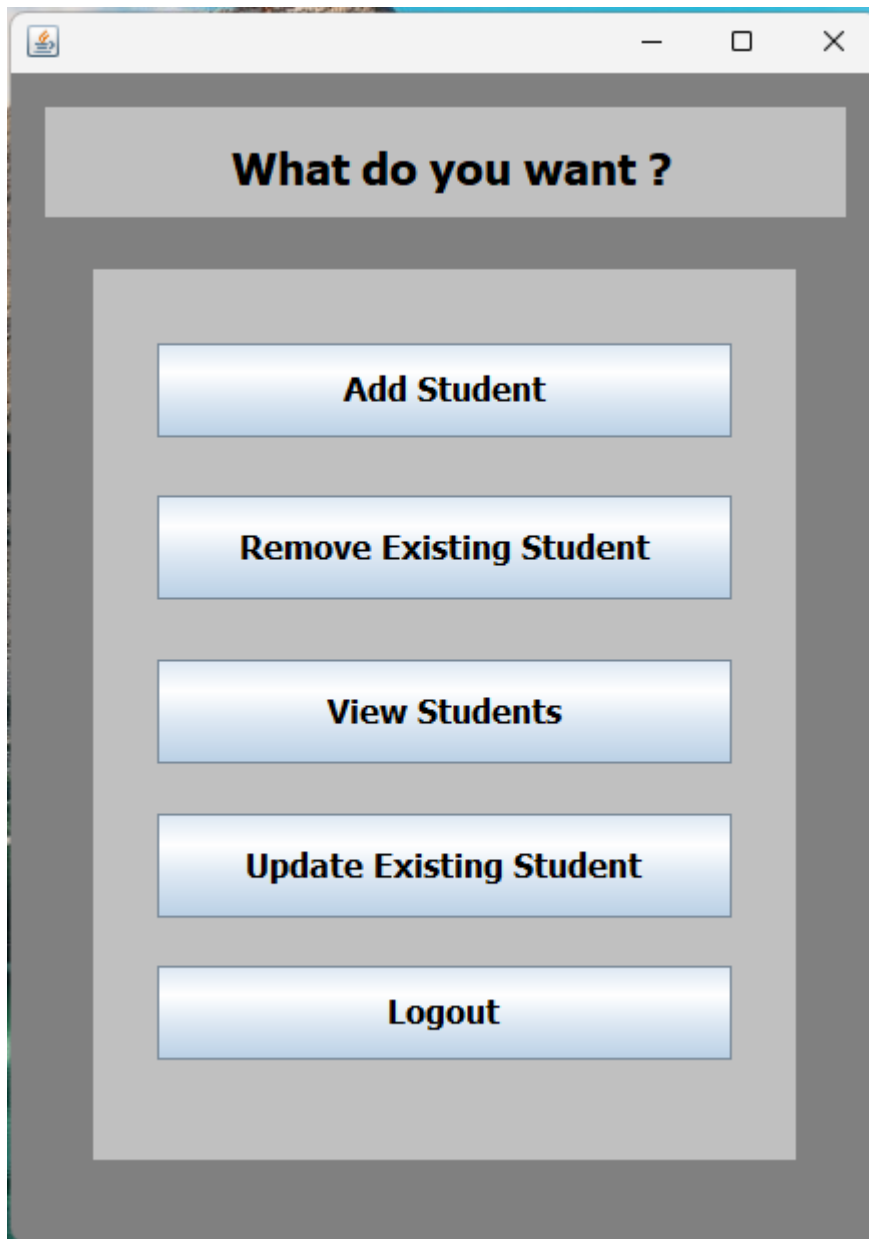 What do you want ?
Add Student
Remove Existing Student
View Students
Update Existing Student
Logout